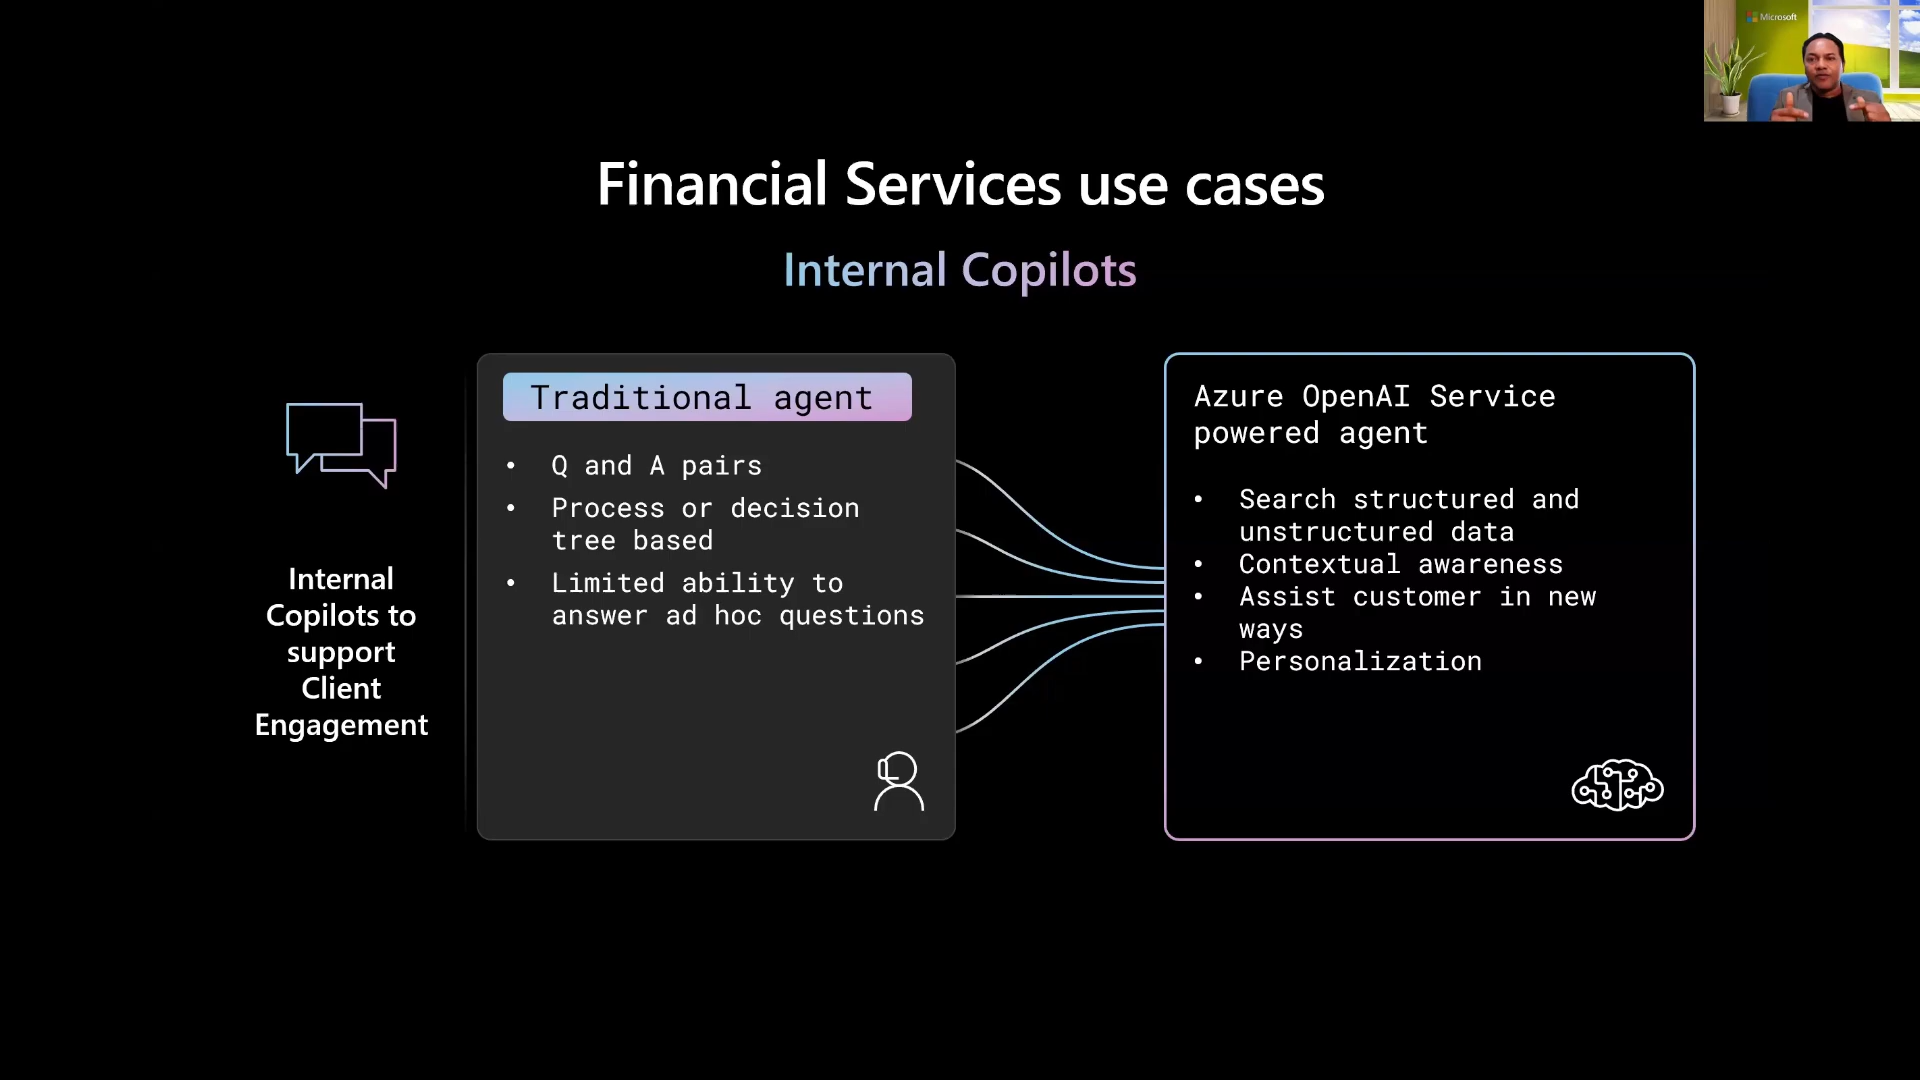 Microsoft
Financial Services use cases
Internal Copilots
Internal
Copilots to
support
Client
Engagement
Traditional agent
• Q and A pairs
• Process or decision
tree based
• Limited ability to
answer ad hoc questions
Azure OpenAI Service
powered agent
• Search structured and
unstructured data
• Contextual awareness
• Assist customer in new
ways
• Personalization